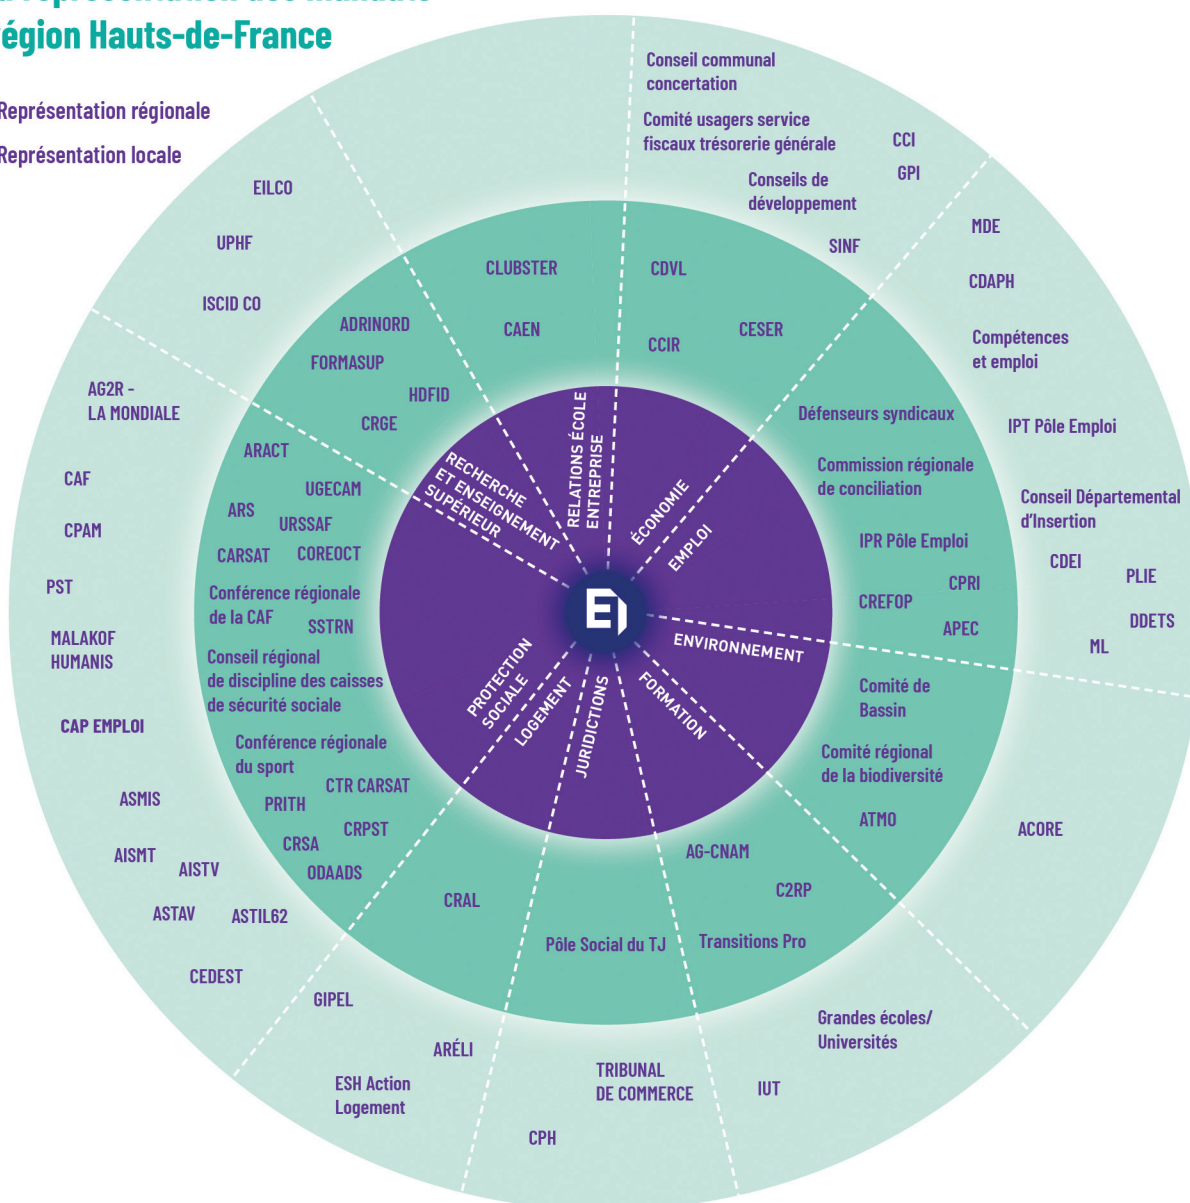 région Hauts-de-France
Représentation régionale
Représentation locale
Conseil communal
concertation
Comité usagers service
fiscaux trésorerie générale
CCI
GPI
Conseils de
développement
SINF
EILCO
UPHF
ISCID CO
MDE
CDAPH
Compétences
et emploi
IPT Pôle Emploi
Conseil Départemental
d'Insertion
CDEI
PLIE
DDETS
ML
CLUBSTER
CAEN
CDVL
CCIR
CESER
ADRINORD
FORMASUP
HDFID
CRGE
Défenseurs syndicaux
Commission régionale
de conciliation
IPR Pôle Emploi
CPRI
CREFOP
APEC
AG2R -
LA MONDIALE
CAF
CPAM
PST
MALAKOF
HUMANIS
CAP EMPLOI
ASMIS
AISMT
AISTV
ASTAV
ASTIL62
CEDEST
ARACT
UGECAM
ARS
URSSAF
CARSAT
COREOCT
Conférence régionale
de la CAF
SSTRN
Conseil régional
de discipline des caisses
de sécurité sociale
Conférence régionale
du sport
CTR CARSAT
PRITH
CRPST
CRSA
ODAADS
RECHERCHE
ET ENSEIGNEMENT
SUPÉRIEUR
RELATIONS ÉCOLE
ENTREPRISE
ÉCONOMIE
EMPLOI
E
ENVIRONNEMENT
FORMATION
JURIDICTIONS
LOGEMENT
PROTECTION
SOCIALE
Comité de
Bassin
Comité régional
de la biodiversité
ATMO
ACORE
AG-CNAM
C2RP
Transitions Pro
Pôle Social du TJ
CRAL
GIPEL
ARÉLI
ESH Action
Logement
TRIBUNAL
DE COMMERCE
CPH
Grandes écoles/
Universités
IUT